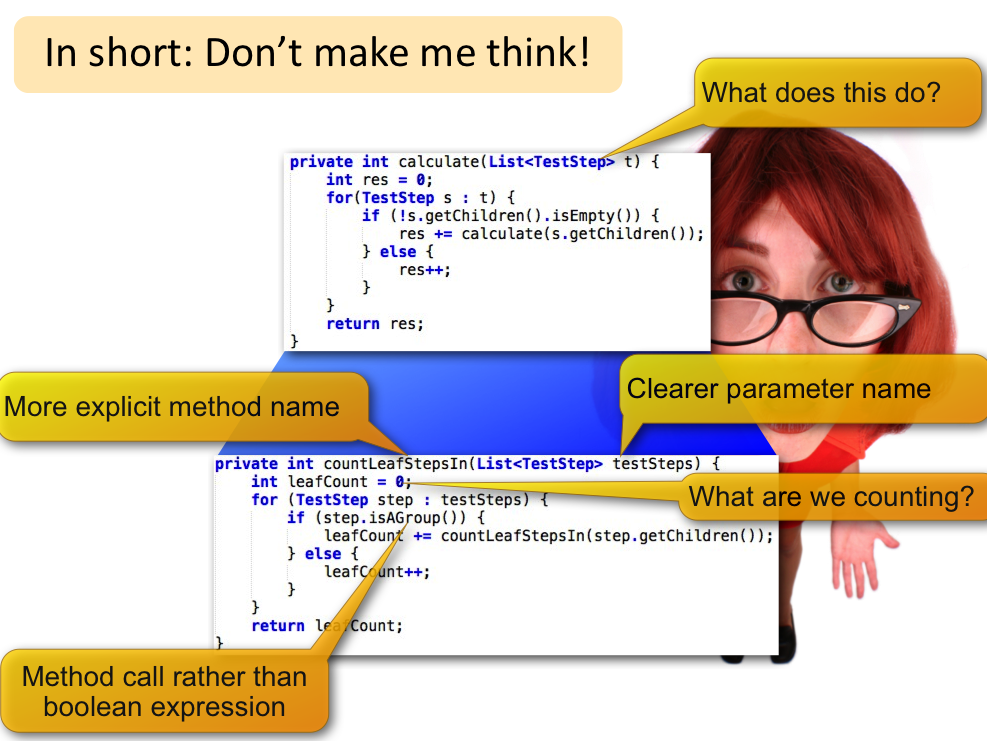 In short: Don’t make me think!
What does this do?
private int calculate(List<TestStep> t) {
    int res = 0;
    for(TestStep s : t) {
        if (!s.getChildren().isEmpty()) {
            res += calculate(s.getChildren());
        } else {
            res++;
        }
    }
    return res;
}
More explicit method name
Clearer parameter name
private int countLeafStepsIn(List<TestStep> testSteps) {
    int leafCount = 0;
    for (TestStep step : testSteps) {
        if (step.isAGroup()) {
            leafCount += countLeafStepsIn(step.getChildren());
        } else {
            leafCount++;
        }
    }
    return leafCount;
}
What are we counting?
Method call rather than
boolean expression